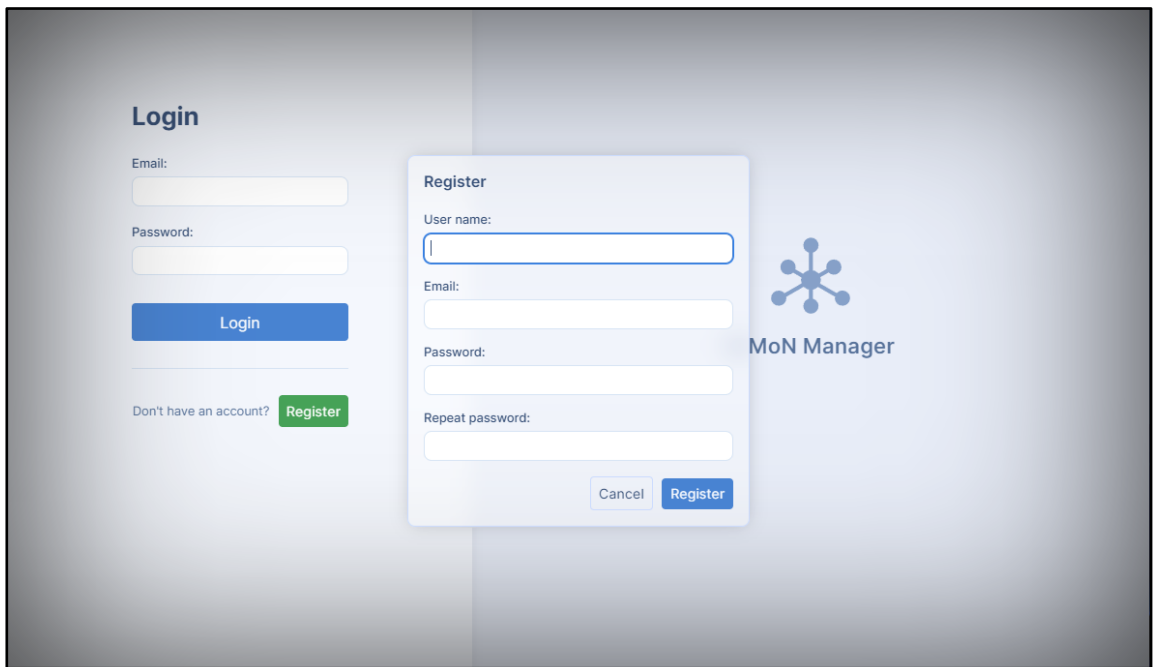 Login
Email:
Password:
Login
Don't have an account? Register
Register
User name:
Email:
Password:
Repeat password:
Cancel Register
MoN Manager